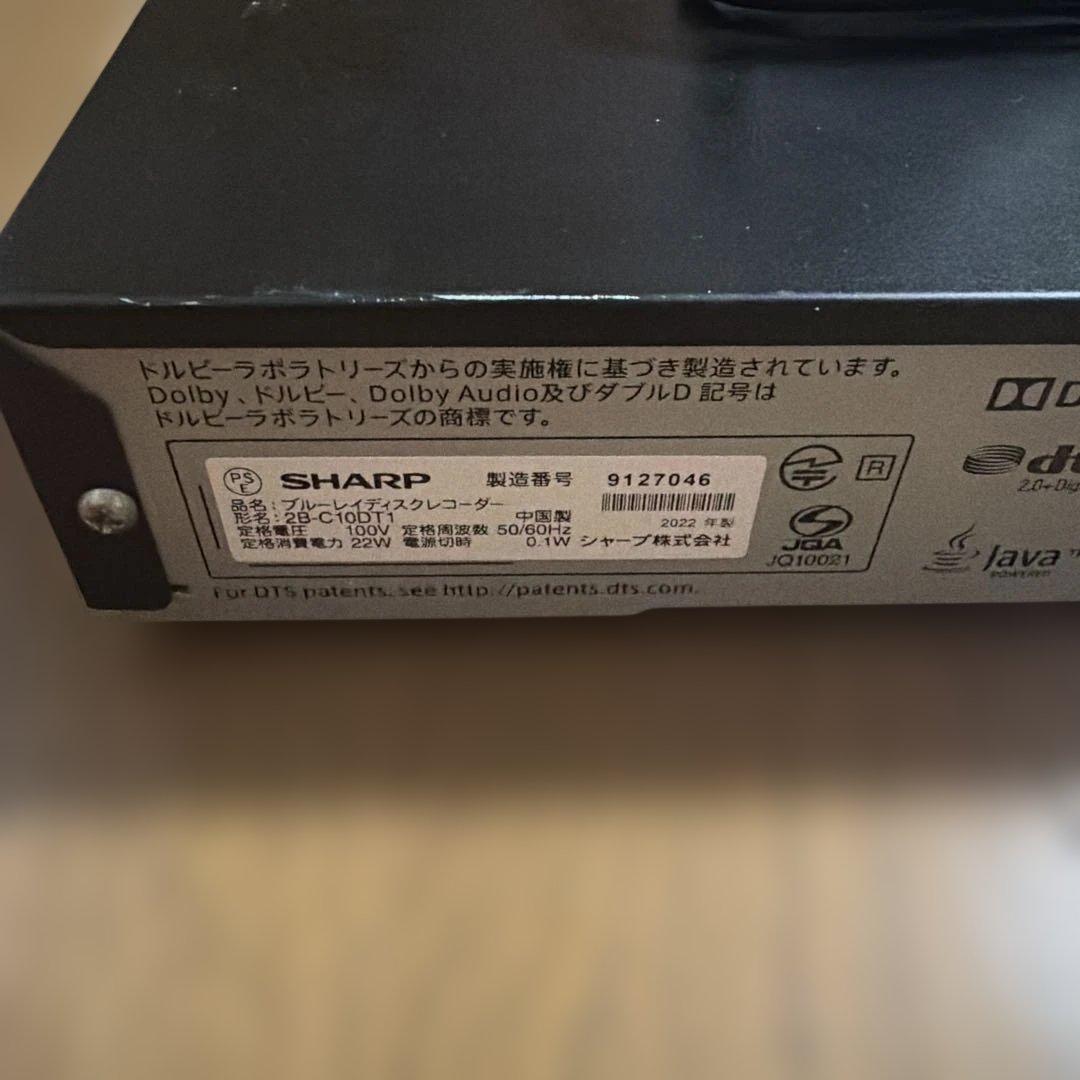 ドルビーラボラトリーズからの実施権に基づき製造されています。
Dolby、ドルビー、Dolby Audio及びダブルD 記号は
ドルビーラボラトリーズの商標です。
PSE SHARP 製造番号 9127046
品名：ブルーレイディスクレコーダー
形名：2B-C10DT1 中国製
2022 年製
定格電圧 100V 定格周波数 50/60Hz
定格消費電力 22W 電源切時 0.1W シャープ株式会社
R
JQA
JQ10021
For DTS patents, see http://patents.dts.com.
D
dt
2.0+Dig
Java™
POWERED